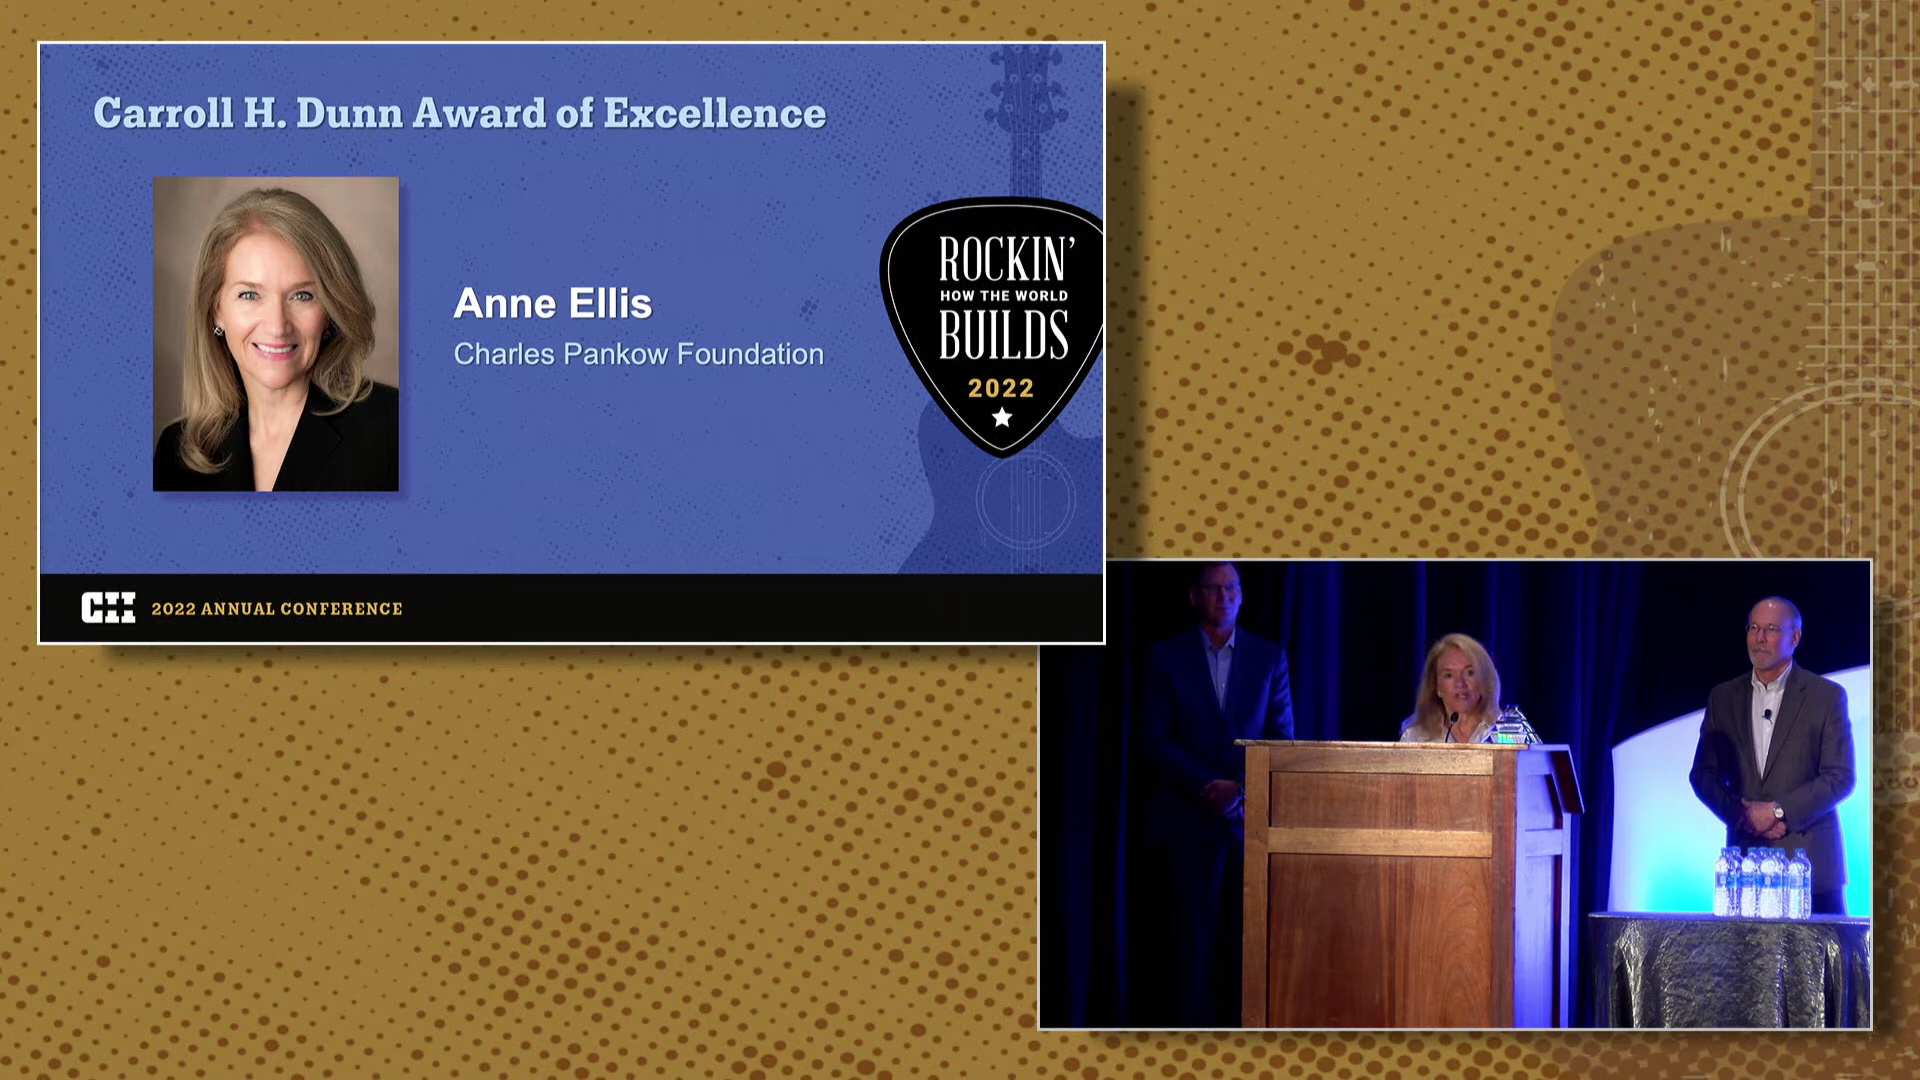 Carroll H. Dunn Award of Excellence
Anne Ellis
Charles Pankow Foundation
ROCKIN'
HOW THE WORLD
BUILDS
2022
CII 2022 ANNUAL CONFERENCE